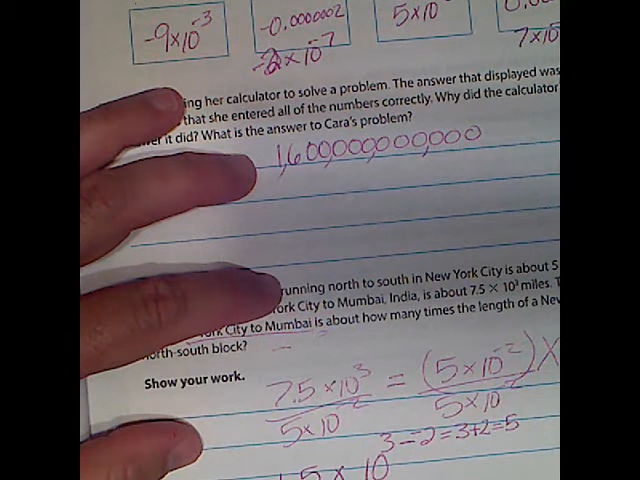 -9×10⁻³
-0.0000002
-2×10⁻⁷
5×10
7×10
ing her calculator to solve a problem. The answer that displayed was
that she entered all of the numbers correctly. Why did the calculator
it did? What is the answer to Cara's problem?
1,600,000,000,000
running north to south in New York City is about 5
York City to Mumbai, India, is about 7.5 × 10³ miles. T
York City to Mumbai is about how many times the length of a New
north-south block?
Show your work.
7.5×10³ = (5×10⁻²)X
5×10⁻² 5×10⁻²
3--2=3+2=5
1.5×10